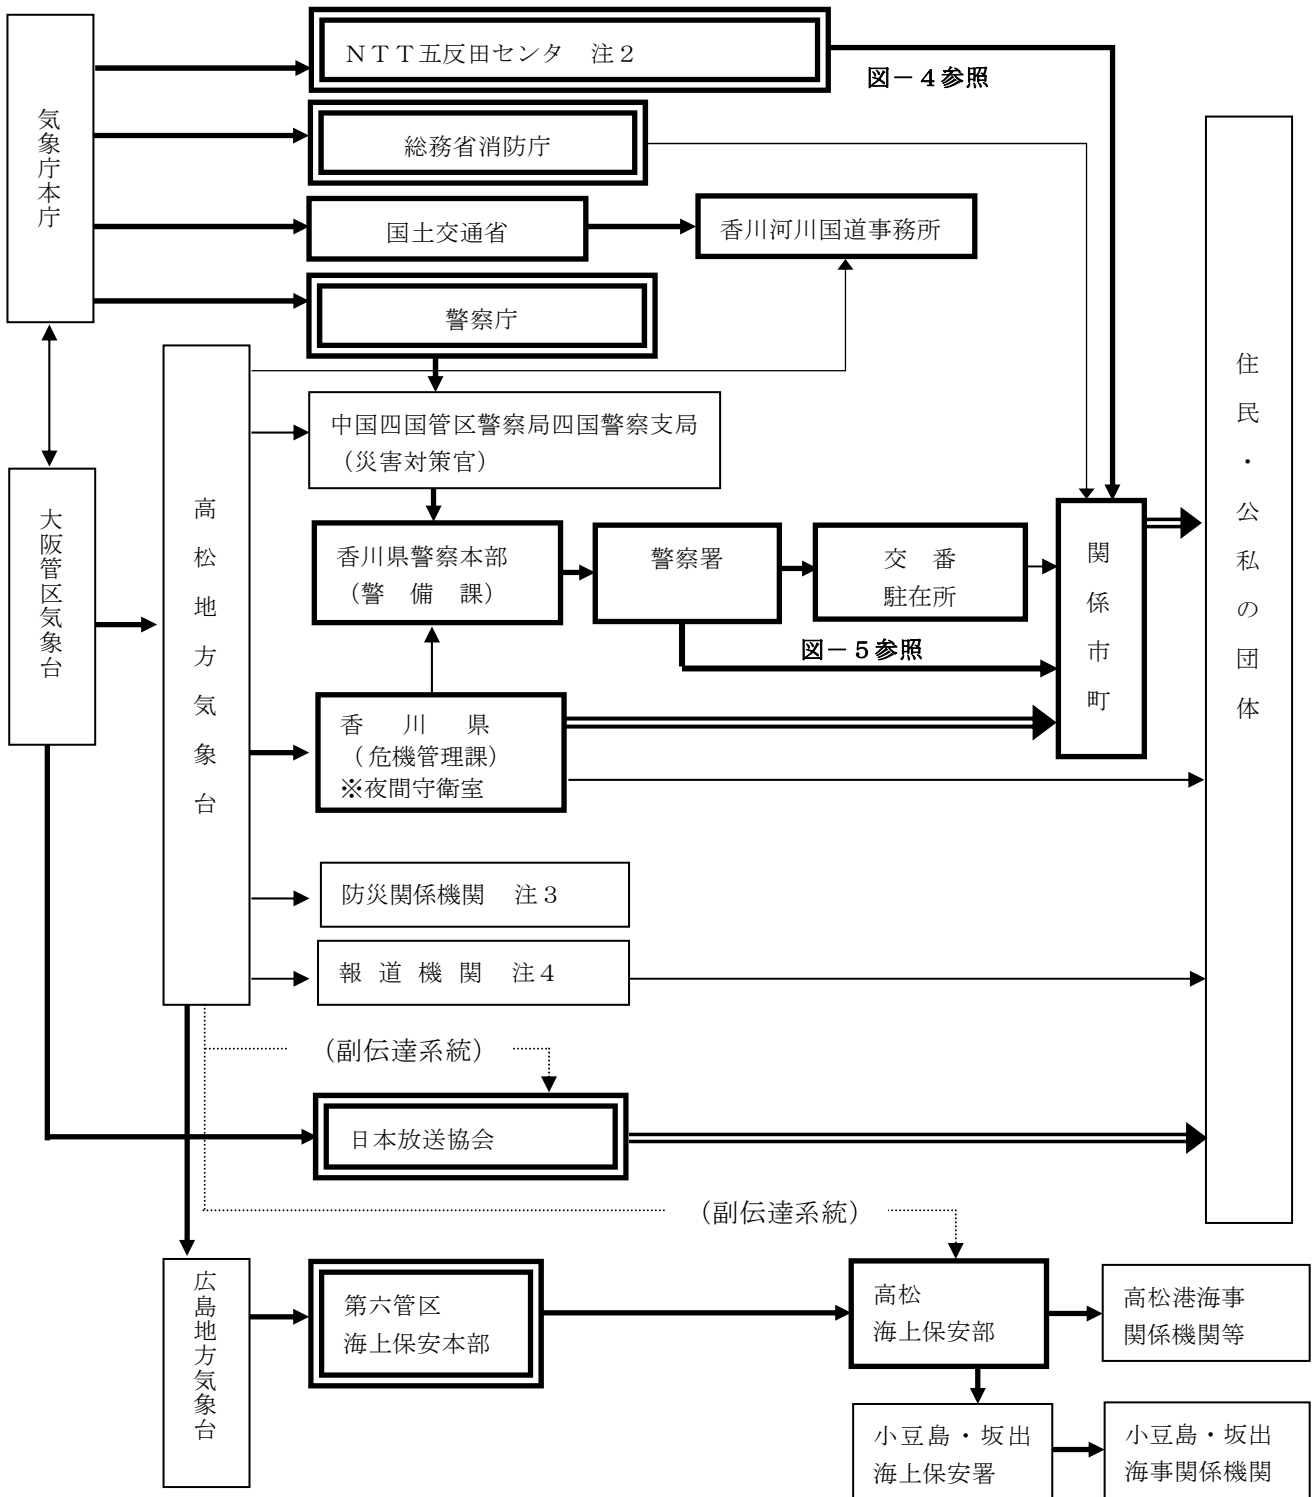 気象庁本庁
NTT五反田センタ　注2
図－4参照
総務省消防庁
国土交通省
香川河川国道事務所
警察庁
中国四国管区警察局四国警察支局
（災害対策官）
大阪管区気象台
高松地方気象台
香川県警察本部
（警　備　課）
警察署
交　番
駐在所
関係市町
住民・公私の団体
図－5参照
香　川　県
（危機管理課）
※夜間守衛室
防災関係機関　注3
報　道　機　関　注4
（副伝達系統）
日本放送協会
（副伝達系統）
広島地方気象台
第六管区
海上保安本部
高松
海上保安部
高松港海事
関係機関等
小豆島・坂出
海上保安署
小豆島・坂出
海事関係機関